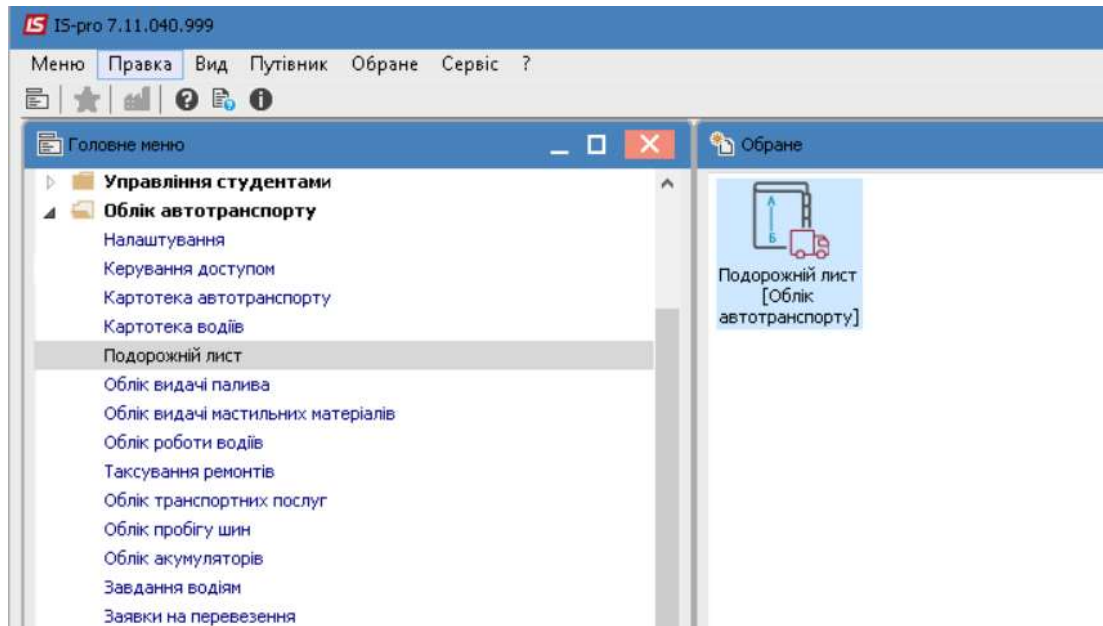 IS-pro 7.11.040.999
Меню Правка Вид Путівник Обране Сервіс ?
Головне меню
Управління студентами
Облік автотранспорту
Налаштування
Керування доступом
Картотека автотранспорту
Картотека водіїв
Подорожній лист
Облік видачі палива
Облік видачі мастильних матеріалів
Облік роботи водіїв
Таксування ремонтів
Облік транспортних послуг
Облік пробігу шин
Облік акумуляторів
Завдання водіям
Заявки на перевезення
Обране
А
Б
Подорожній лист
[Облік
автотранспорту]